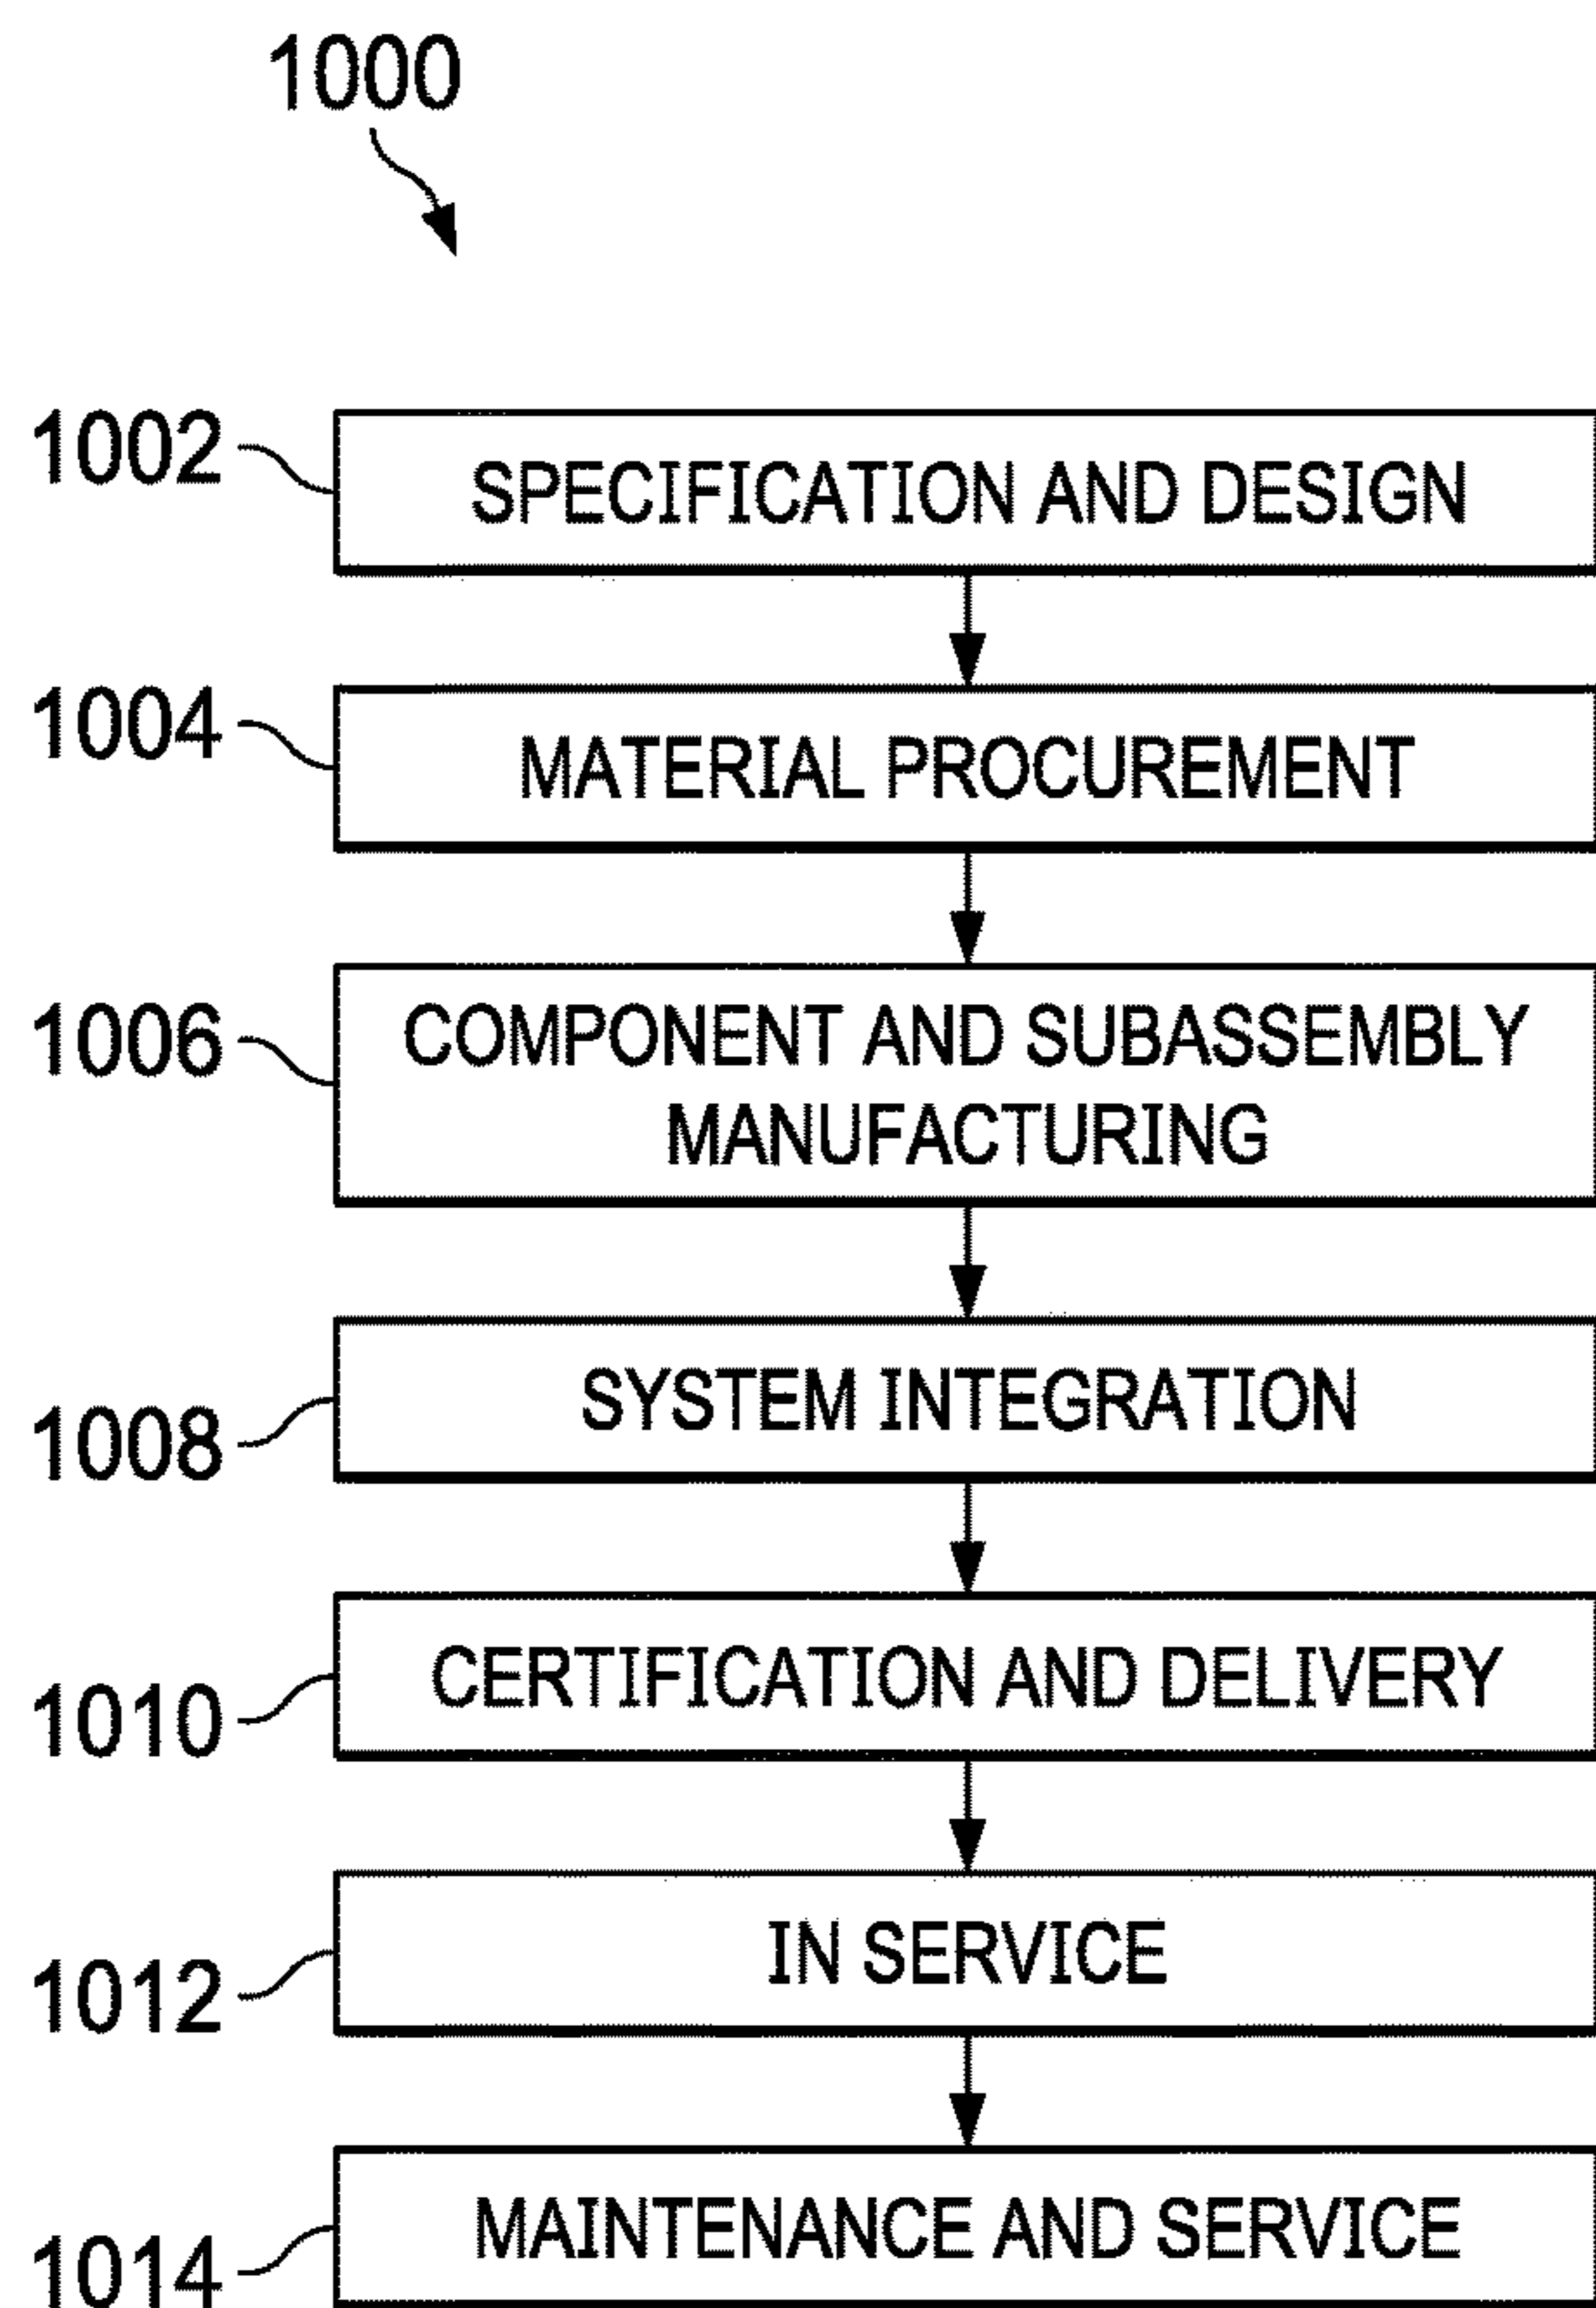 1000
1002
SPECIFICATION AND DESIGN
1004
MATERIAL PROCUREMENT
1006
COMPONENT AND SUBASSEMBLY
MANUFACTURING
1008
SYSTEM INTEGRATION
1010
CERTIFICATION AND DELIVERY
1012
IN SERVICE
1014
MAINTENANCE AND SERVICE